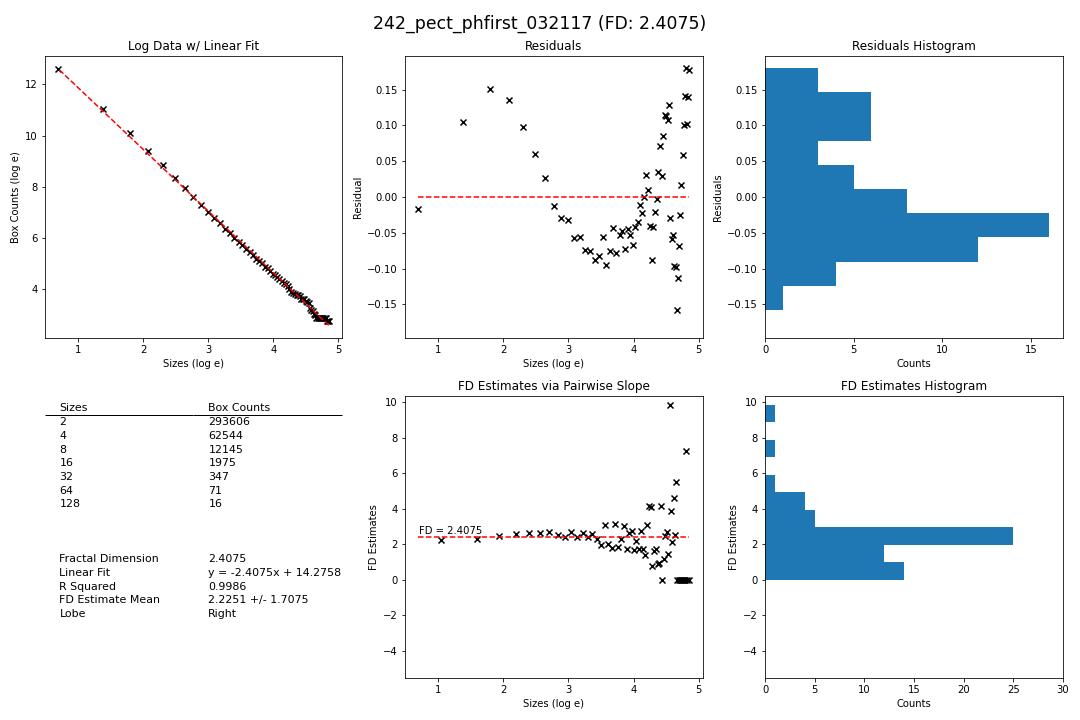 242_pect_phfirst_032117 (FD: 2.4075)
Log Data w/ Linear Fit
Box Counts (log e)
12
10
8
6
4
1 2 3 4 5
Sizes (log e)
Residuals
Residual
0.15
0.10
0.05
0.00
−0.05
−0.10
−0.15
1 2 3 4 5
Sizes (log e)
Residuals Histogram
Residuals
0.15
0.10
0.05
0.00
−0.05
−0.10
−0.15
0 5 10 15
Counts
Sizes Box Counts
2 293606
4 62544
8 12145
16 1975
32 347
64 71
128 16
Fractal Dimension 2.4075
Linear Fit y = -2.4075x + 14.2758
R Squared 0.9986
FD Estimate Mean 2.2251 +/- 1.7075
Lobe Right
FD Estimates via Pairwise Slope
FD Estimates
10
8
6
4
2
0
−2
−4
FD = 2.4075
1 2 3 4 5
Sizes (log e)
FD Estimates Histogram
FD Estimates
10
8
6
4
2
0
−2
−4
0 5 10 15 20 25 30
Counts